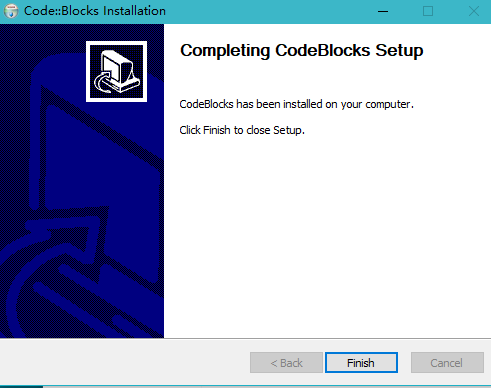 Code::Blocks Installation
Completing CodeBlocks Setup
CodeBlocks has been installed on your computer.
Click Finish to close Setup.
< Back
Finish
Cancel